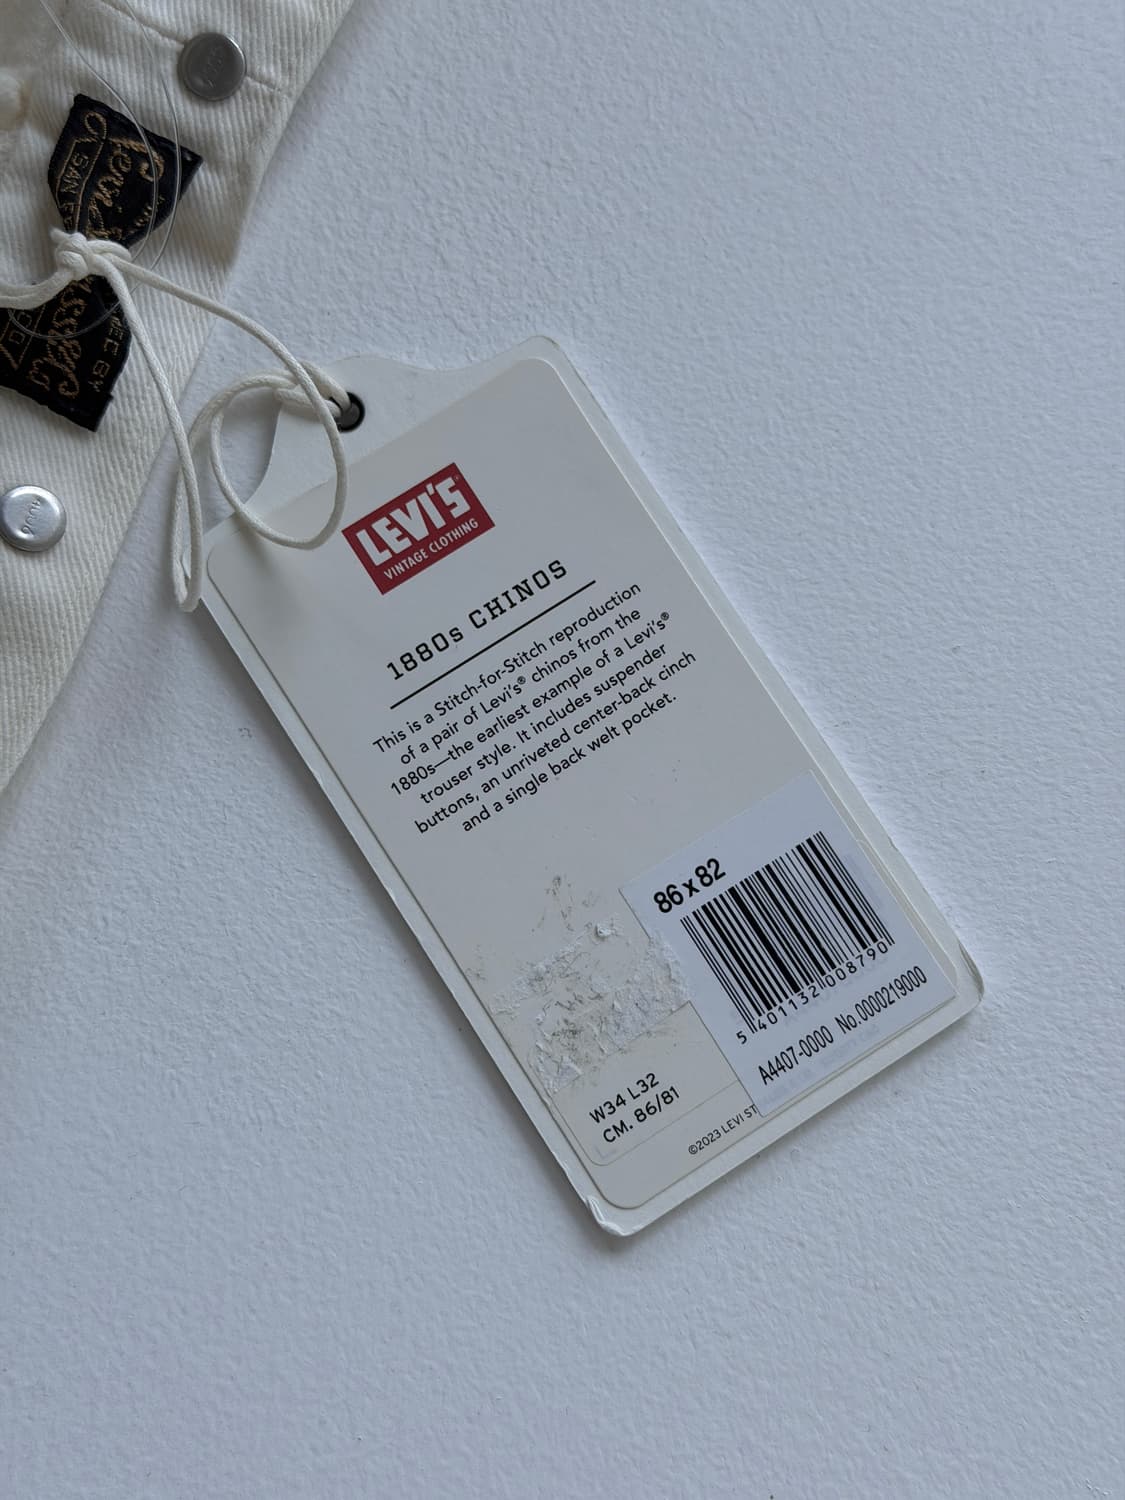 LEVI'S®
VINTAGE CLOTHING
1880s CHINOS
This is a Stitch-for-Stitch reproduction
of a pair of Levi's® chinos from the
1880s—the earliest example of a Levi's®
trouser style. It includes suspender
buttons, an unriveted center-back cinch
and a single back welt pocket.
86 x 82
5 401132 008790
A4407-0000 No.0000219000
W34 L32
CM. 86/81
©2023 LEVI ST
SAN